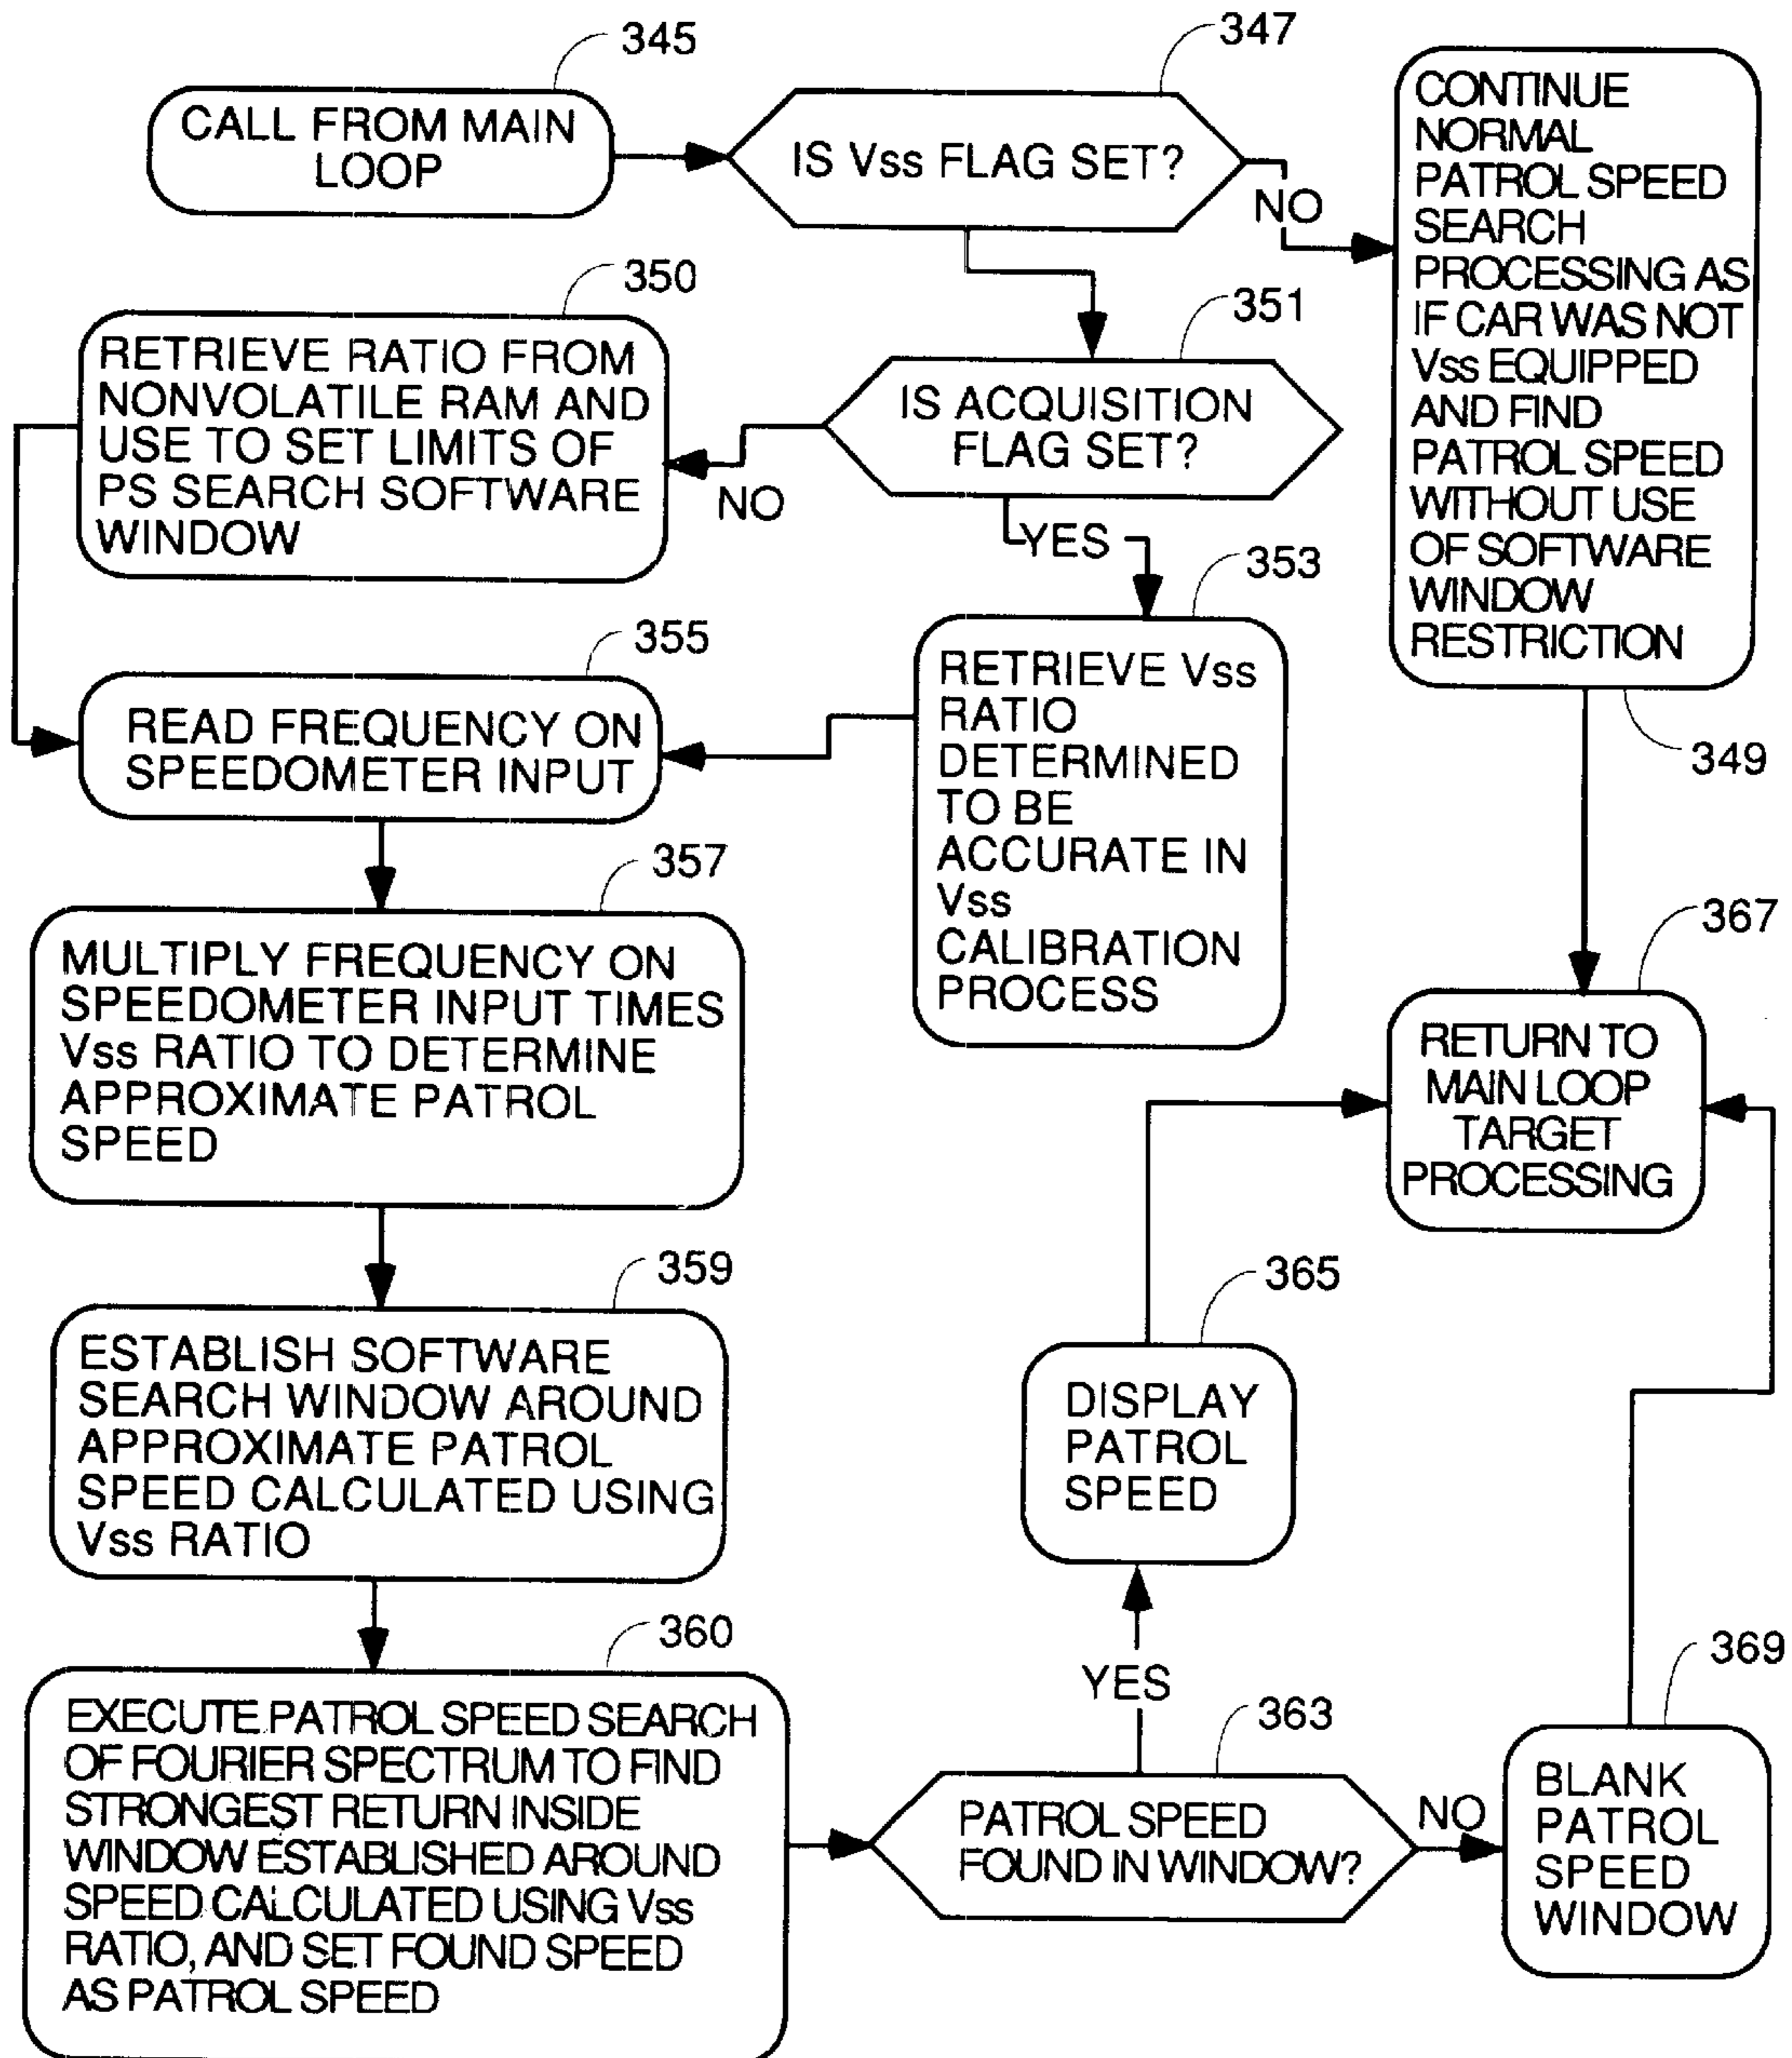 345
CALL FROM MAIN
LOOP
347
IS Vss FLAG SET?
NO
CONTINUE
NORMAL
PATROL SPEED
SEARCH
PROCESSING AS
IF CAR WAS NOT
Vss EQUIPPED
AND FIND
PATROL SPEED
WITHOUT USE
OF SOFTWARE
WINDOW
RESTRICTION
349
350
RETRIEVE RATIO FROM
NONVOLATILE RAM AND
USE TO SET LIMITS OF
PS SEARCH SOFTWARE
WINDOW
351
IS ACQUISITION
FLAG SET?
NO
YES
353
RETRIEVE Vss
RATIO
DETERMINED
TO BE
ACCURATE IN
Vss
CALIBRATION
PROCESS
355
READ FREQUENCY ON
SPEEDOMETER INPUT
357
MULTIPLY FREQUENCY ON
SPEEDOMETER INPUT TIMES
Vss RATIO TO DETERMINE
APPROXIMATE PATROL
SPEED
367
RETURN TO
MAIN LOOP
TARGET
PROCESSING
359
ESTABLISH SOFTWARE
SEARCH WINDOW AROUND
APPROXIMATE PATROL
SPEED CALCULATED USING
Vss RATIO
365
DISPLAY
PATROL
SPEED
360
EXECUTE PATROL SPEED SEARCH
OF FOURIER SPECTRUM TO FIND
STRONGEST RETURN INSIDE
WINDOW ESTABLISHED AROUND
SPEED CALCULATED USING Vss
RATIO, AND SET FOUND SPEED
AS PATROL SPEED
YES
363
PATROL SPEED
FOUND IN WINDOW?
NO
369
BLANK
PATROL
SPEED
WINDOW